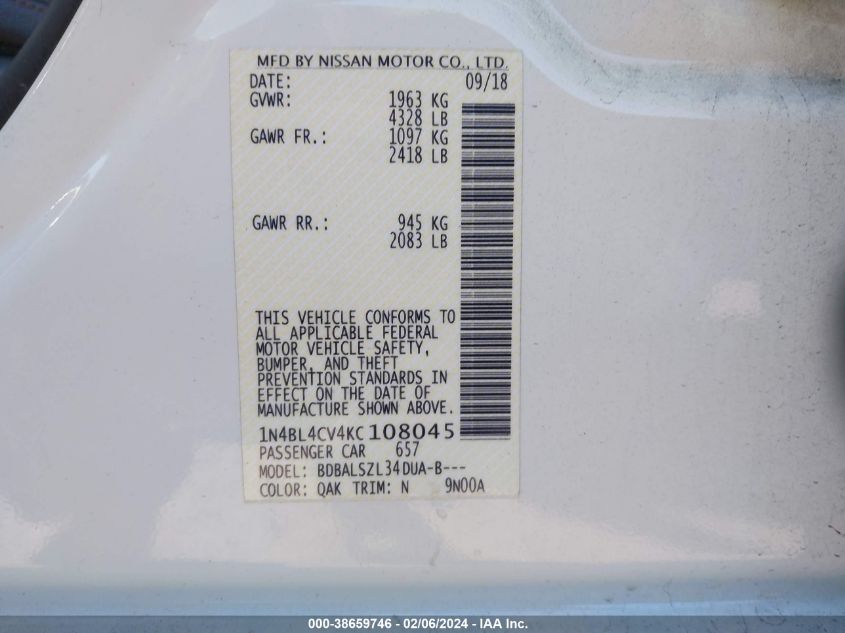 MFD BY NISSAN MOTOR CO., LTD.
DATE: 09/18
GVWR: 1963 KG
4328 LB
GAWR FR.: 1097 KG
2418 LB
GAWR RR.: 945 KG
2083 LB
THIS VEHICLE CONFORMS TO
ALL APPLICABLE FEDERAL
MOTOR VEHICLE SAFETY,
BUMPER, AND THEFT
PREVENTION STANDARDS IN
EFFECT ON THE DATE OF
MANUFACTURE SHOWN ABOVE.
1N4BL4CV4KC108045
PASSENGER CAR 657
MODEL: BDBALSZL34DUA-B---
COLOR: QAK TRIM: N 9N00A
000-38659746 - 02/06/2024 - IAA Inc.